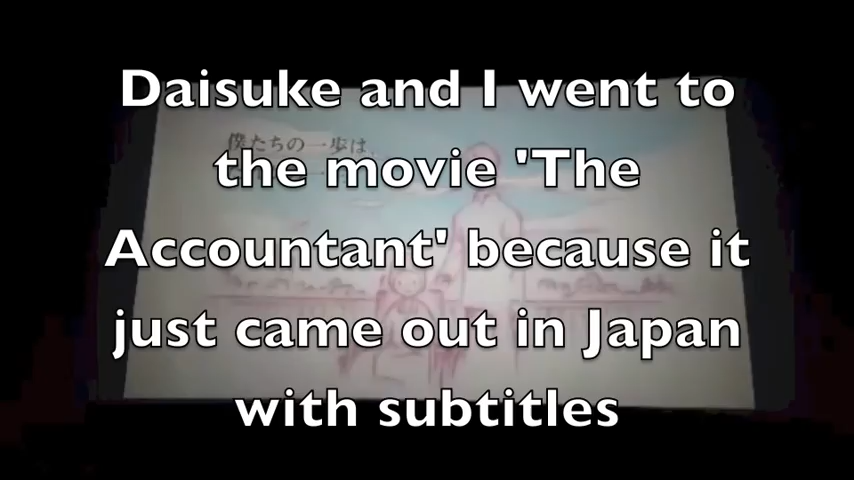 Daisuke and I went to
僕たちの一歩は、
the movie 'The
Accountant' because it
just came out in Japan
with subtitles